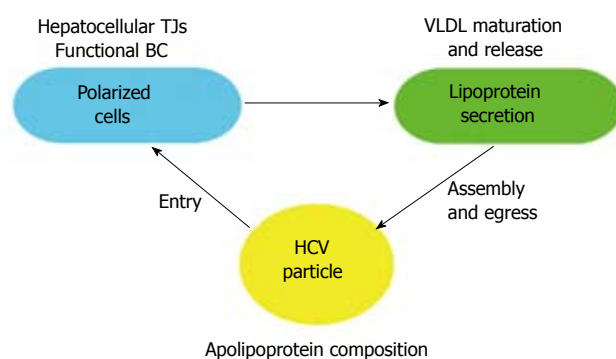 Hepatocellular TJs
Functional BC
VLDL maturation
and release
Polarized
cells
Lipoprotein
secretion
Entry
Assembly
and egress
HCV
particle
Apolipoprotein composition